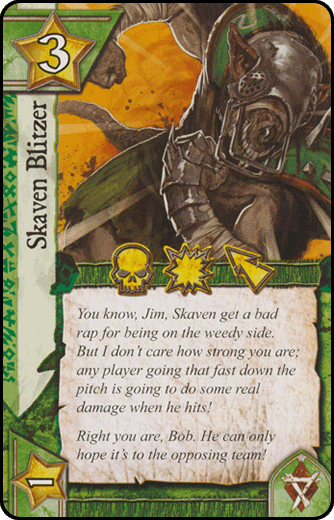 3
Skaven Blitzer
You know, Jim, Skaven get a bad
rap for being on the weedy side.
But I don't care how strong you are;
any player going that fast down the
pitch is going to do some real
damage when he hits!
Right you are, Bob. He can only
hope it's to the opposing team!
1